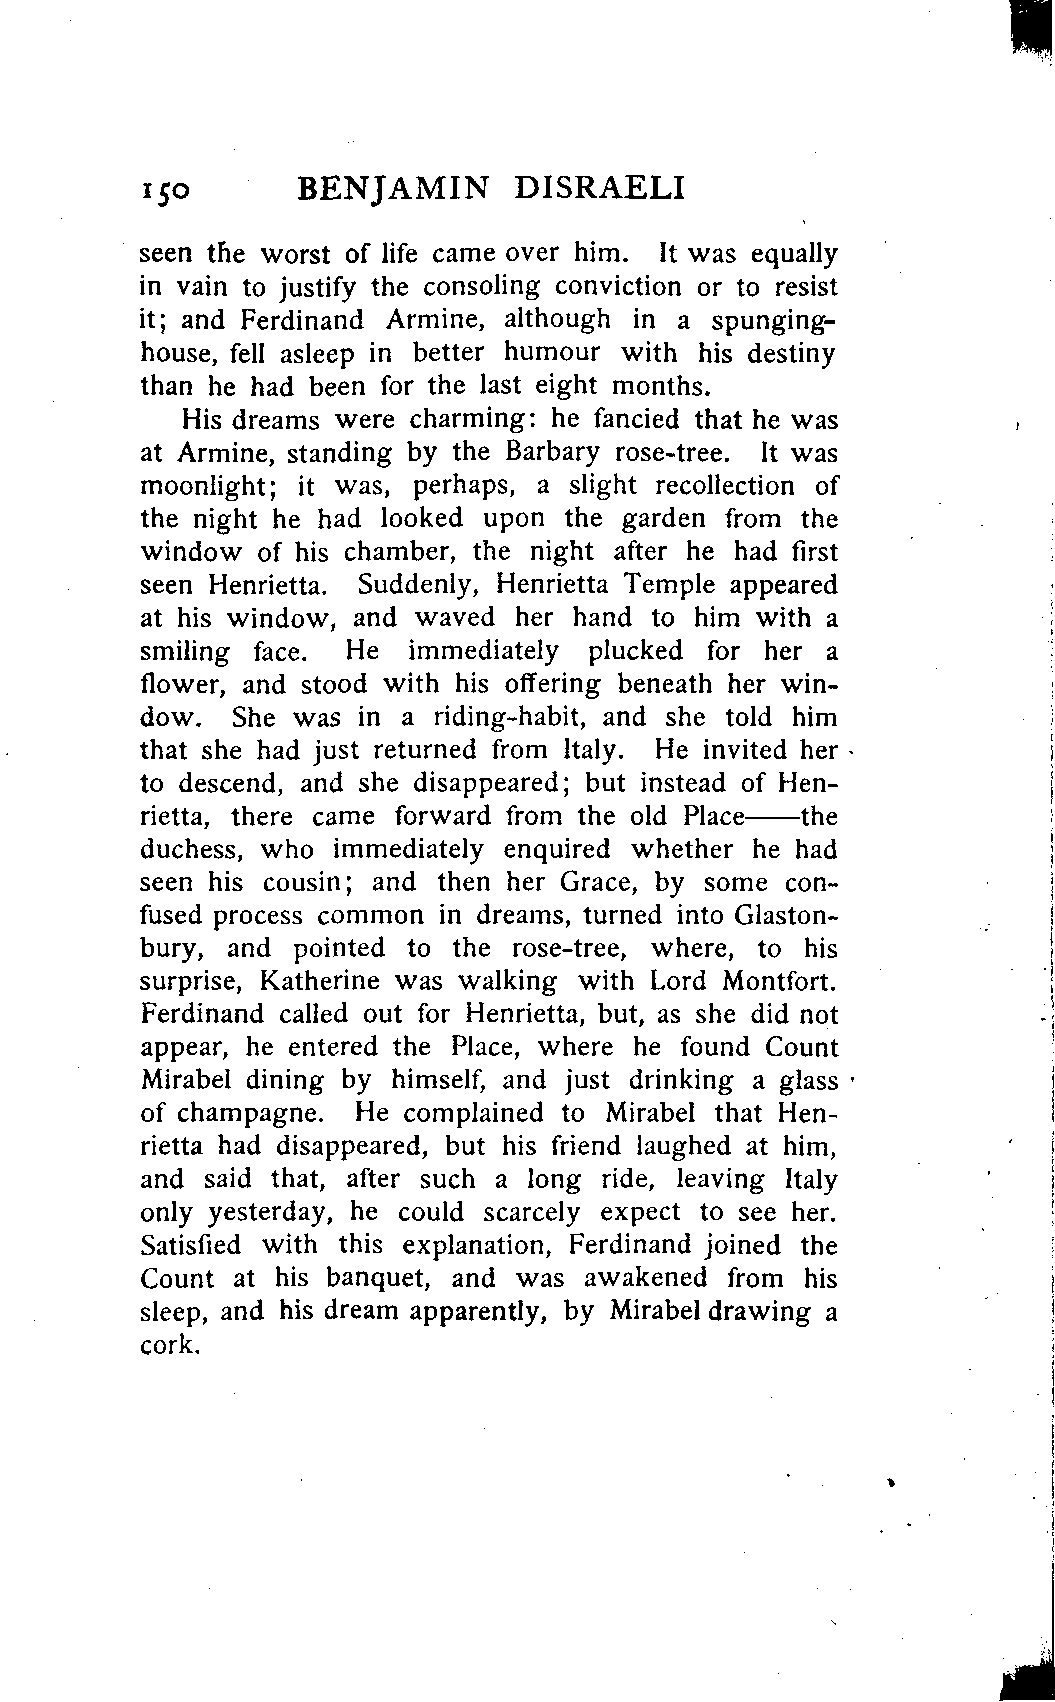 150 BENJAMIN DISRAELI
seen the worst of life came over him. It was equally
in vain to justify the consoling conviction or to resist
it; and Ferdinand Armine, although in a spunging-
house, fell asleep in better humour with his destiny
than he had been for the last eight months.
His dreams were charming: he fancied that he was
at Armine, standing by the Barbary rose-tree. It was
moonlight; it was, perhaps, a slight recollection of
the night he had looked upon the garden from the
window of his chamber, the night after he had first
seen Henrietta. Suddenly, Henrietta Temple appeared
at his window, and waved her hand to him with a
smiling face. He immediately plucked for her a
flower, and stood with his offering beneath her win-
dow. She was in a riding-habit, and she told him
that she had just returned from Italy. He invited her
to descend, and she disappeared; but instead of Hen-
rietta, there came forward from the old Place——the
duchess, who immediately enquired whether he had
seen his cousin; and then her Grace, by some con-
fused process common in dreams, turned into Glaston-
bury, and pointed to the rose-tree, where, to his
surprise, Katherine was walking with Lord Montfort.
Ferdinand called out for Henrietta, but, as she did not
appear, he entered the Place, where he found Count
Mirabel dining by himself, and just drinking a glass
of champagne. He complained to Mirabel that Hen-
rietta had disappeared, but his friend laughed at him,
and said that, after such a long ride, leaving Italy
only yesterday, he could scarcely expect to see her.
Satisfied with this explanation, Ferdinand joined the
Count at his banquet, and was awakened from his
sleep, and his dream apparently, by Mirabel drawing a
cork.